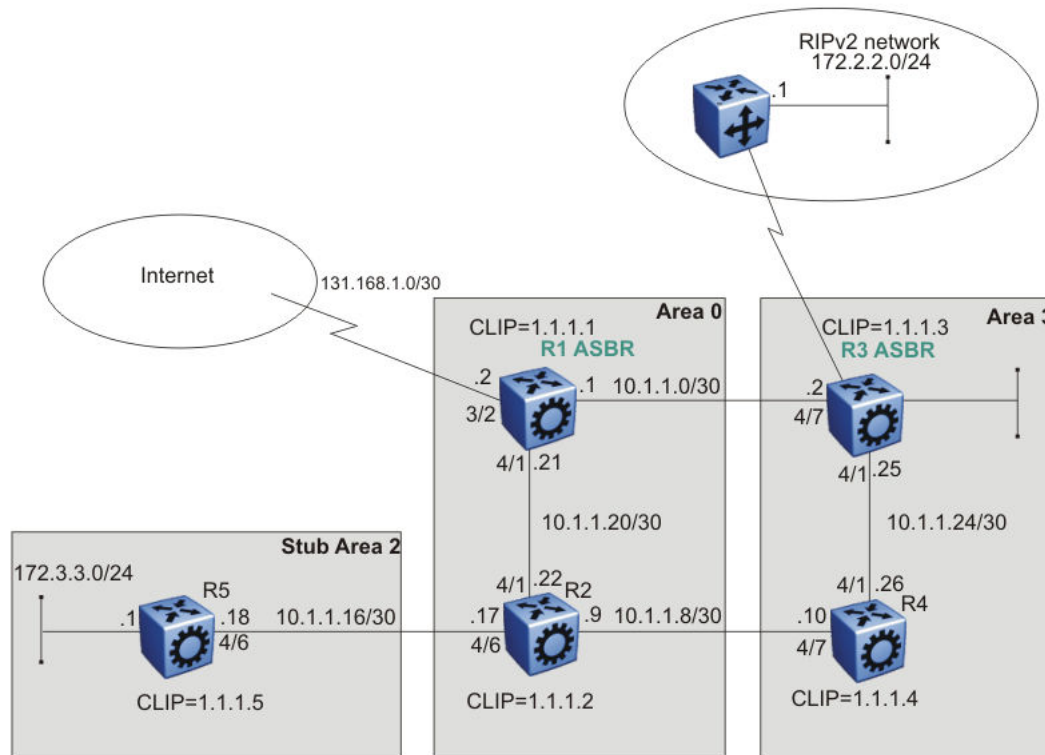 RIPv2 network
172.2.2.0/24
.1
Internet
131.168.1.0/30
Area 0
CLIP=1.1.1.1
R1 ASBR
.2
3/2
.1
10.1.1.0/30
4/1
.21
Area 3
CLIP=1.1.1.3
R3 ASBR
.2
4/7
4/1
.25
10.1.1.20/30
10.1.1.24/30
Stub Area 2
172.3.3.0/24
R5
.1
.18
4/6
10.1.1.16/30
CLIP=1.1.1.5
4/1
.22
R2
.17
4/6
.9
10.1.1.8/30
CLIP=1.1.1.2
4/1
.26
R4
.10
4/7
CLIP=1.1.1.4